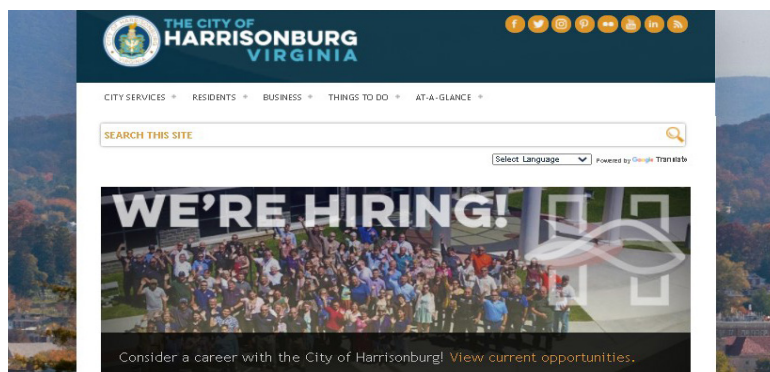 THE CITY OF
HARRISONBURG
VIRGINIA
CITY SERVICES + RESIDENTS + BUSINESS + THINGS TO DO + AT-A-GLANCE +
SEARCH THIS SITE
Select Language Powered by Google Translate
WE'RE HIRING!
Consider a career with the City of Harrisonburg! View current opportunities.